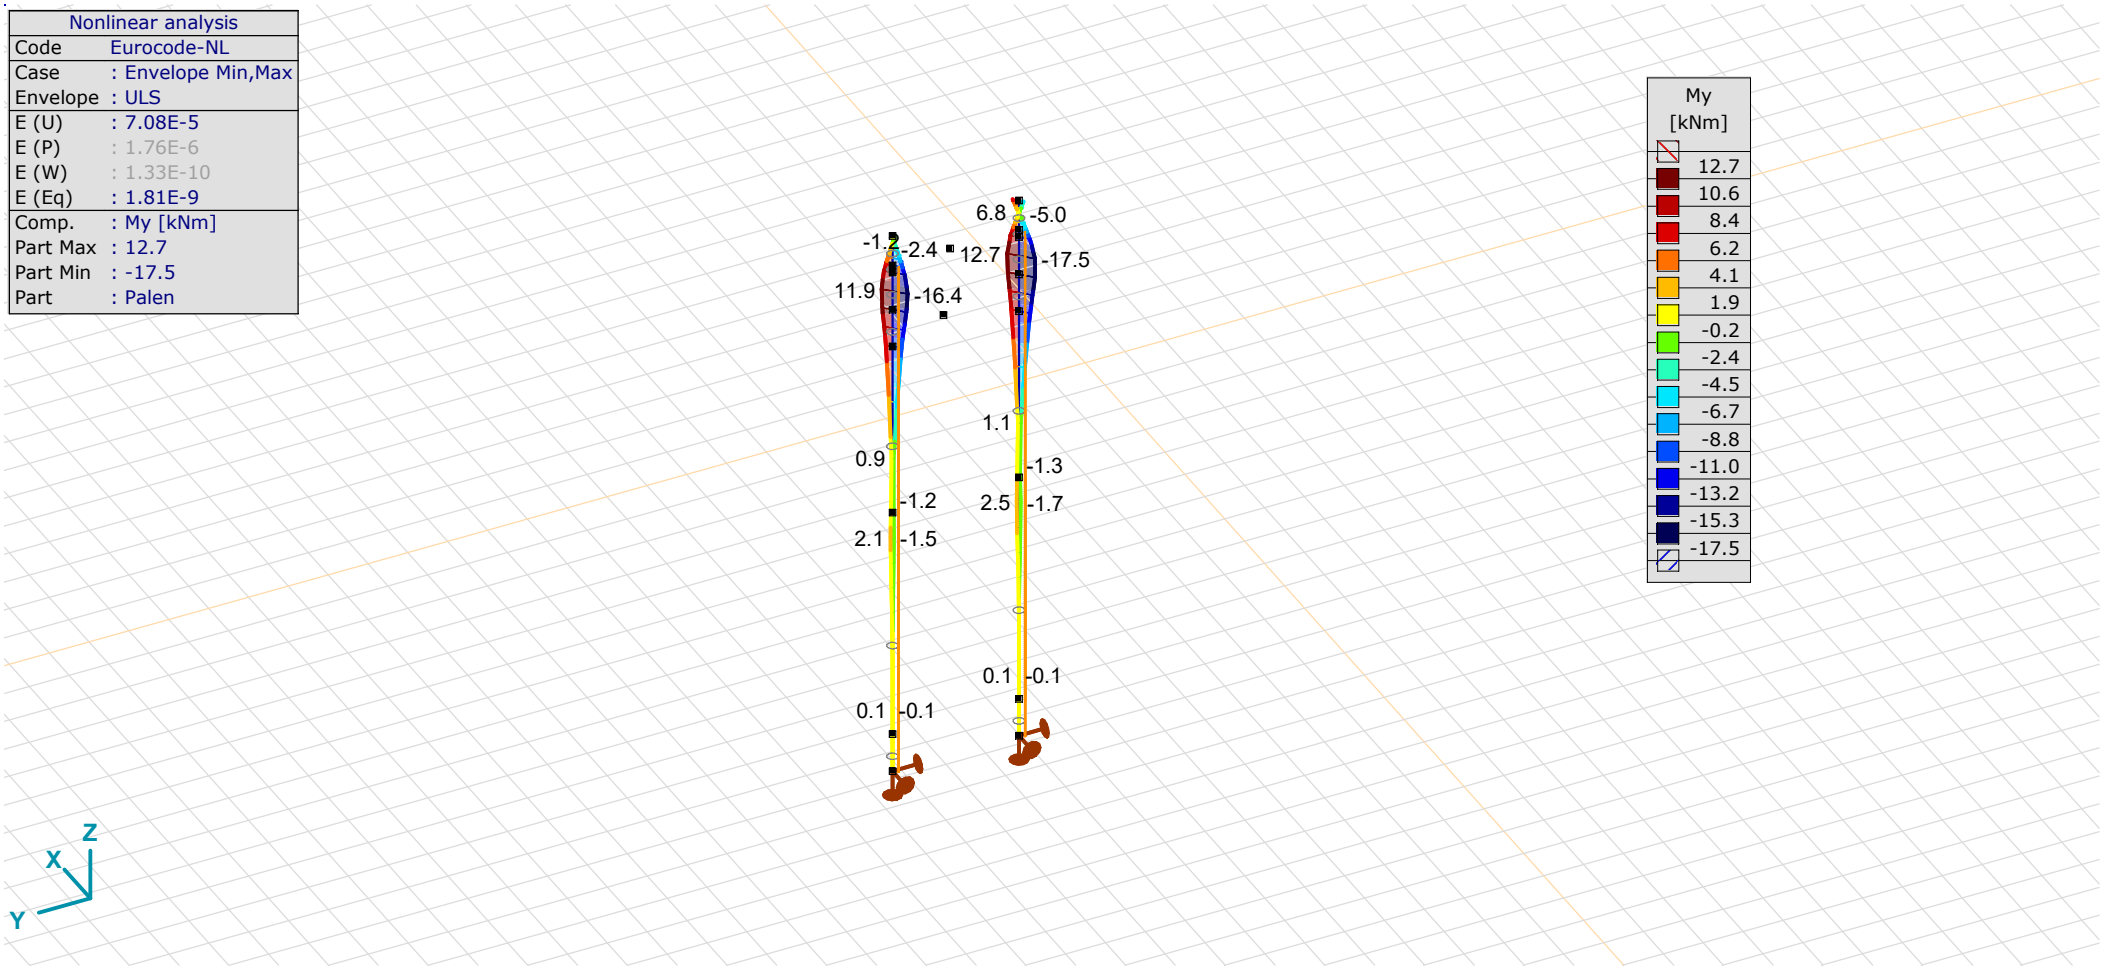 Nonlinear analysis
Code Eurocode-NL
Case : Envelope Min,Max
Envelope : ULS
E (U) : 7.08E-5
E (P) : 1.76E-6
E (W) : 1.33E-10
E (Eq) : 1.81E-9
Comp. : My [kNm]
Part Max : 12.7
Part Min : -17.5
Part : Palen
My
[kNm]
12.7
10.6
8.4
6.2
4.1
1.9
-0.2
-2.4
-4.5
-6.7
-8.8
-11.0
-13.2
-15.3
-17.5
6.8 -5.0
-1.2 -2.4 12.7 -17.5
11.9 -16.4
1.1
0.9
-1.3
-1.2
2.5 -1.7
2.1 -1.5
0.1 -0.1
0.1 -0.1
Z
X
Y